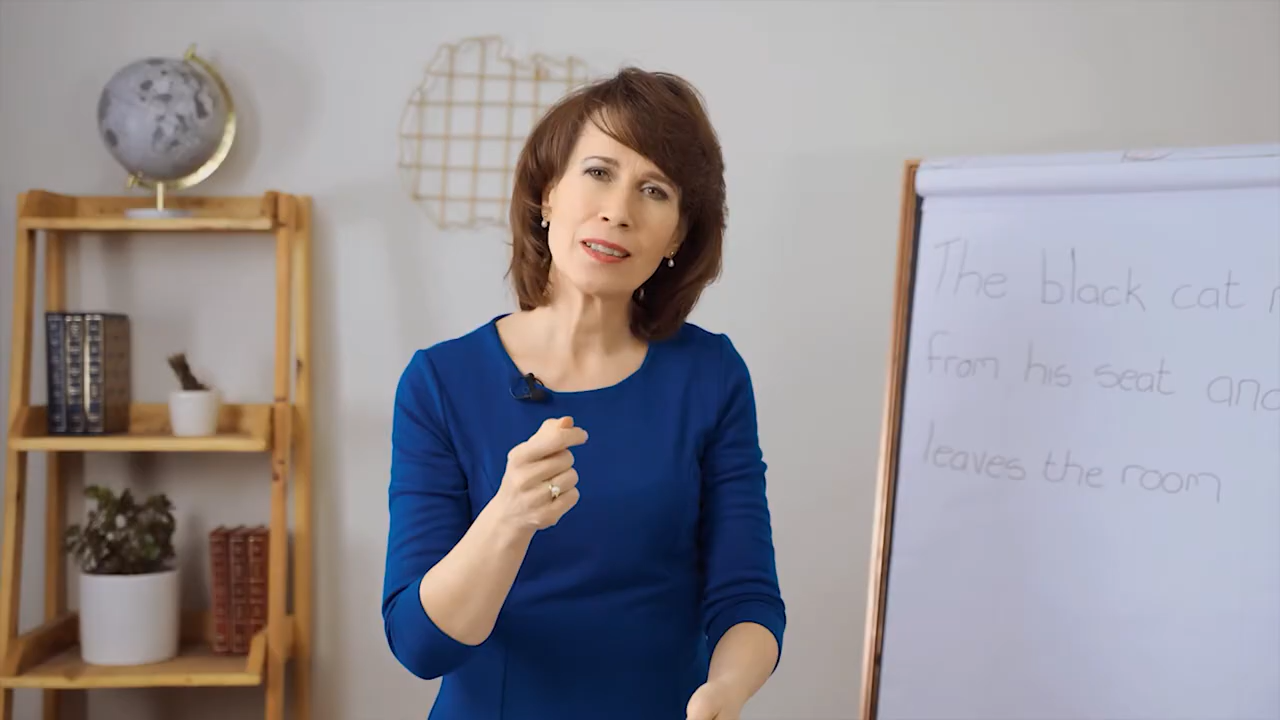 The black cat
from his seat and
leaves the room